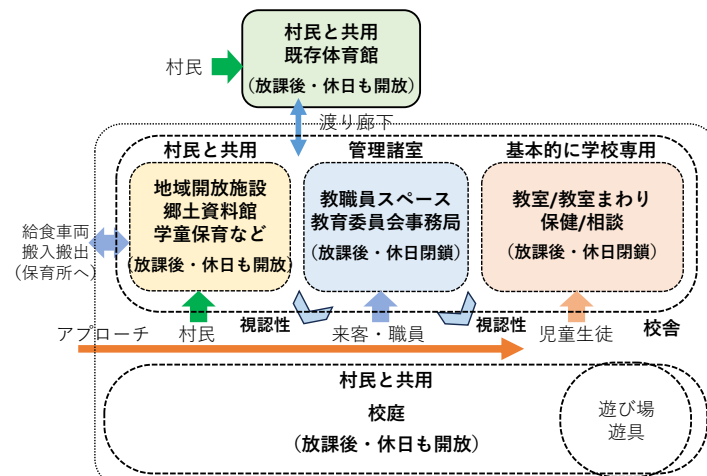 村民と共用
既存体育館
(放課後・休日も開放)
村民
渡り廊下
村民と共用
管理諸室
基本的に学校専用
地域開放施設
郷土資料館
学童保育など
(放課後・休日も開放)
教職員スペース
教育委員会事務局
(放課後・休日閉鎖)
教室/教室まわり
保健/相談
(放課後・休日閉鎖)
給食車両
搬入搬出
(保育所へ)
アプローチ
村民
視認性
来客・職員
視認性
児童生徒
校舎
村民と共用
校庭
(放課後・休日も開放)
遊び場
遊具